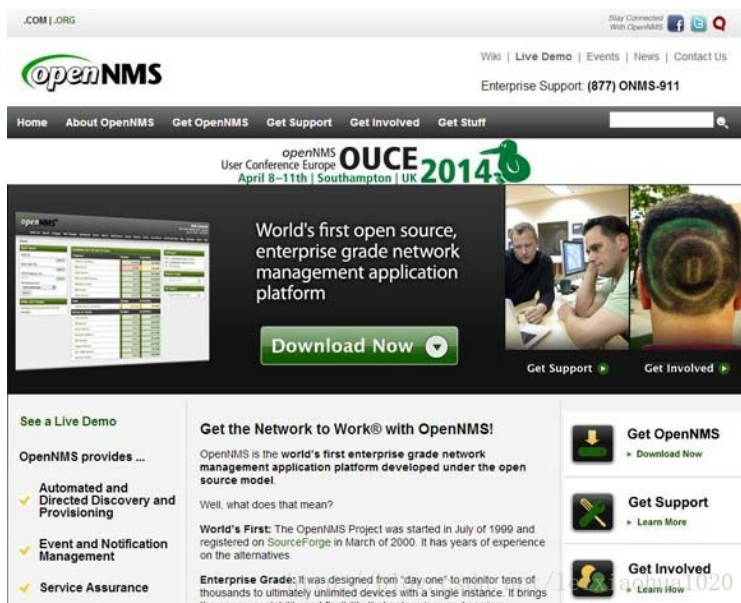 .COM | .ORG
Stay Connected
With OpenNMS
openNMS
Wiki | Live Demo | Events | News | Contact Us
Enterprise Support: (877) ONMS-911
Home About OpenNMS Get OpenNMS Get Support Get Involved Get Stuff
openNMS
User Conference Europe OUCE 2014
April 8–11th | Southampton | UK
openNMS
World's first open source,
enterprise grade network
management application
platform
Download Now
Get Support
Get Involved
See a Live Demo
OpenNMS provides ...
Automated and
Directed Discovery and
Provisioning
Event and Notification
Management
Service Assurance
Get the Network to Work® with OpenNMS!
OpenNMS is the world's first enterprise grade network
management application platform developed under the open
source model.
Well, what does that mean?
World's First: The OpenNMS Project was started in July of 1999 and
registered on SourceForge in March of 2000. It has years of experience
on the alternatives.
Enterprise Grade: It was designed from "day one" to monitor tens of
thousands to ultimately unlimited devices with a single instance. It brings
Get OpenNMS
Download Now
Get Support
Learn More
Get Involved
Learn How